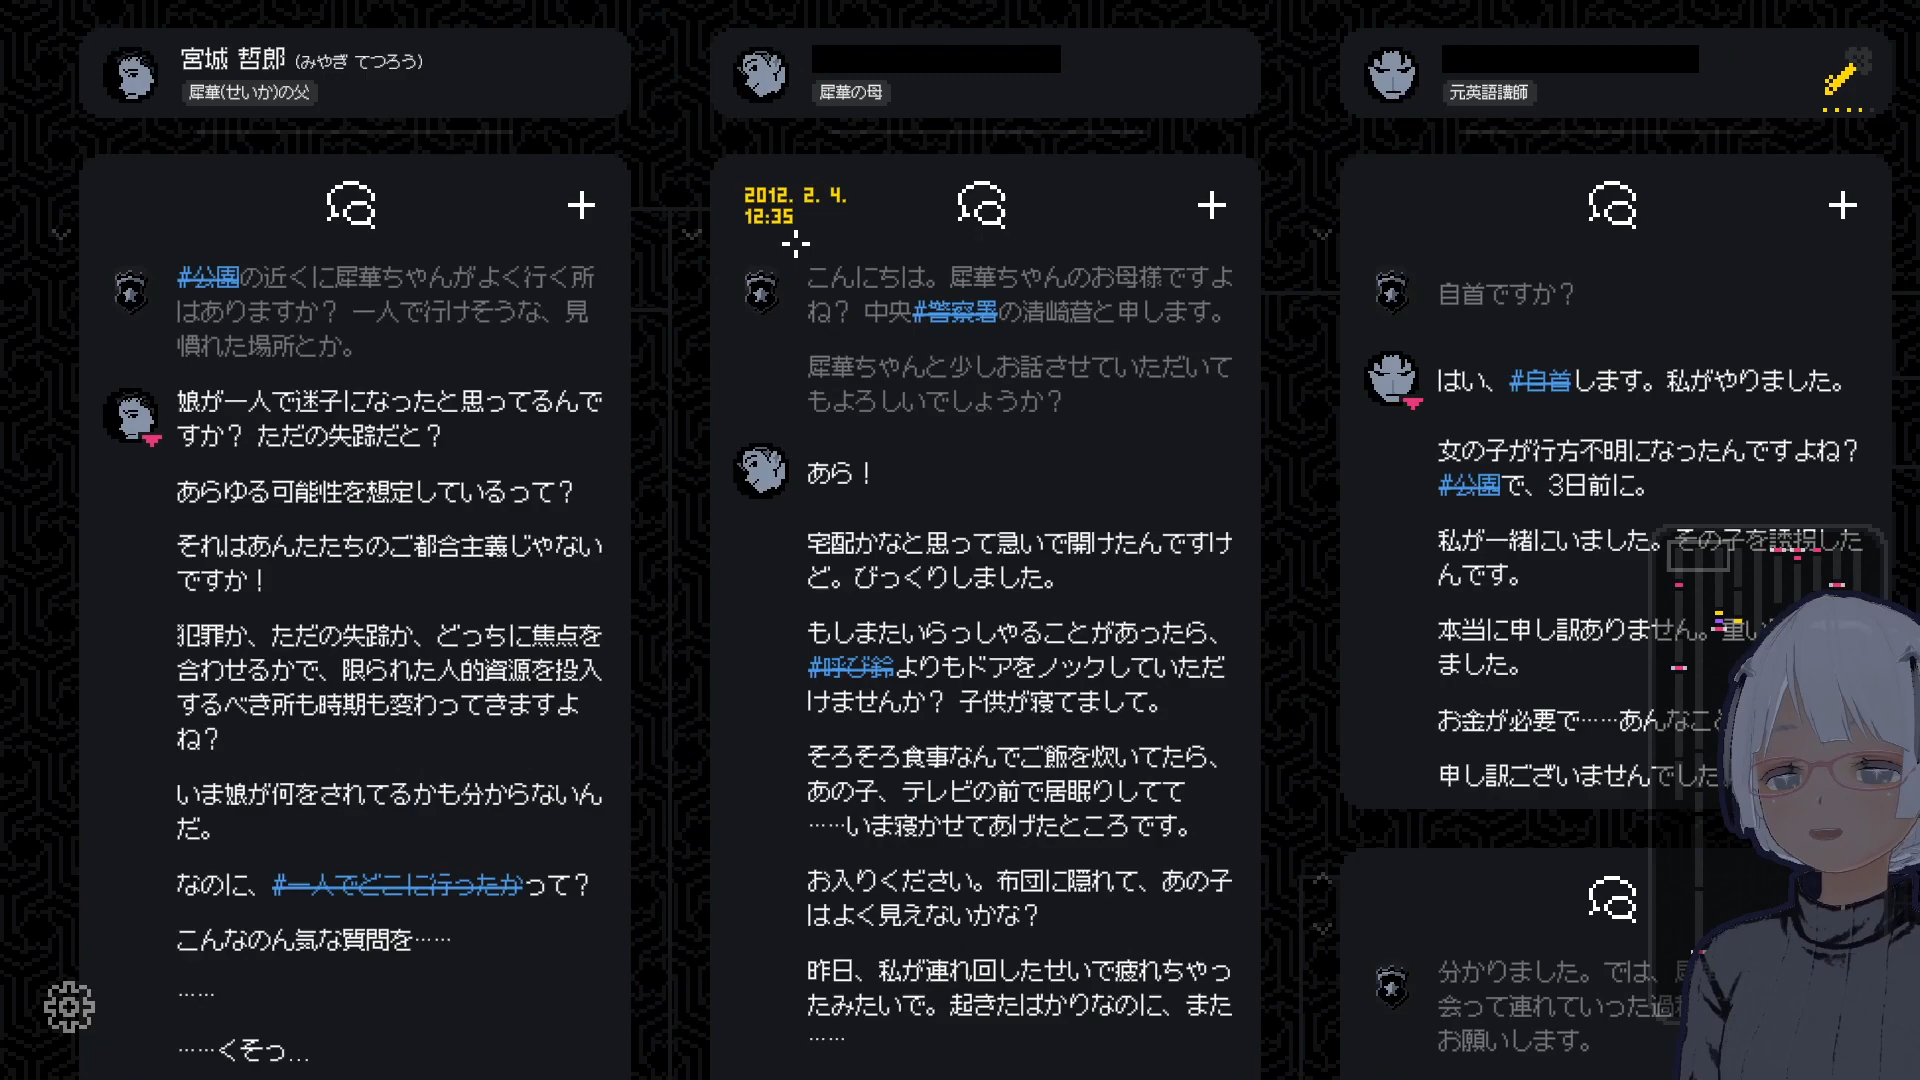 宮城 哲郎 (みやぎ てつろう)
犀華(せいか)の父
#公園の近くに犀華ちゃんがよく行く所
はありますか？ 一人で行けそうな、見
慣れた場所とか。
娘が一人で迷子になったと思ってるんで
すか？ ただの失踪だと？
あらゆる可能性を想定しているって？
それはあんたたちのご都合主義じゃない
ですか！
犯罪か、ただの失踪か、どっちに焦点を
合わせるかで、限られた人的資源を投入
するべき所も時期も変わってきますよ
ね？
いま娘が何をされてるかも分からないん
だ。
なのに、#一人でどこに行ったかって？
こんなのん気な質問を……
……
……くそっ...
犀華の母
2012. 2. 4.
12:35
こんにちは。犀華ちゃんのお母様ですよ
ね？ 中央#警察署の清崎蒼と申します。
犀華ちゃんと少しお話させていただいて
もよろしいでしょうか？
あら！
宅配かなと思って急いで開けたんですけ
ど。びっくりしました。
もしまたいらっしゃることがあったら、
#呼び鈴よりもドアをノックしていただ
けませんか？ 子供が寝てまして。
そろそろ食事なんでご飯を炊いてたら、
あの子、テレビの前で居眠りしてて
……いま寝かせてあげたところです。
お入りください。布団に隠れて、あの子
はよく見えないかな？
昨日、私が連れ回したせいで疲れちゃっ
たみたいで。起きたばかりなのに、また
……
元英語講師
自首ですか？
はい、#自首します。私がやりました。
女の子が行方不明になったんですよね？
#公園で、3日前に。
私が一緒にいました。その子を誘拐した
んです。
本当に申し訳ありません。重い
ました。
お金が必要で……あんなこと
申し訳ございませんでした
分かりました。では、
会って連れていった過
お願いします。